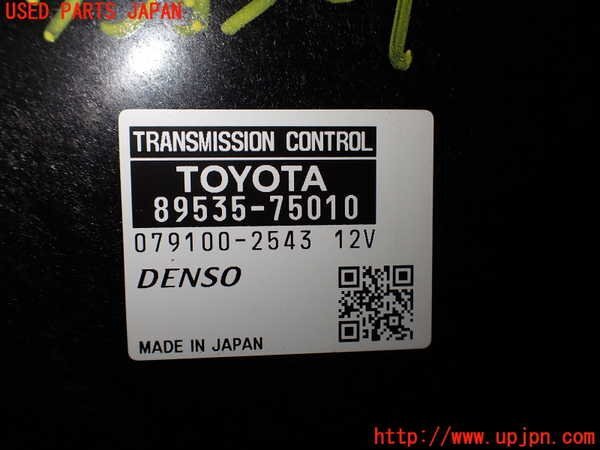 USED PARTS JAPAN
TRANSMISSION CONTROL
TOYOTA
89535-75010
079100-2543 12V
DENSO
MADE IN JAPAN
http://www.upjpn.com/